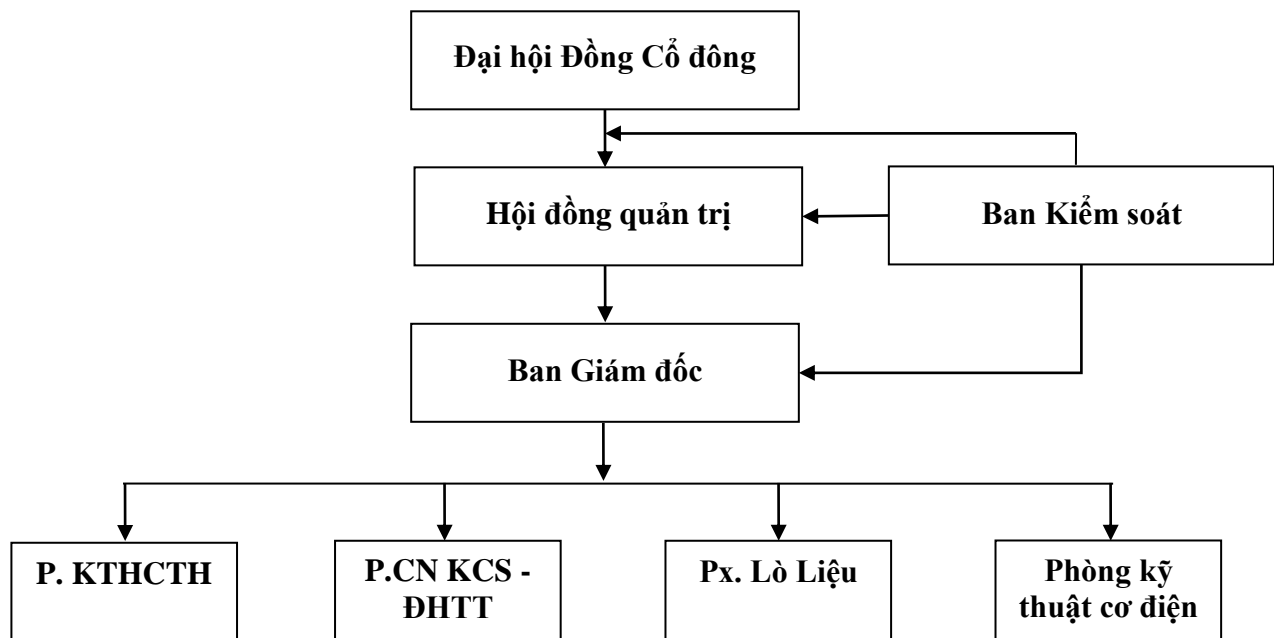 Đại hội Đồng Cổ đông
Hội đồng quản trị
Ban Kiểm soát
Ban Giám đốc
P. KTHCTH
P.CN KCS -
ĐHTT
Px. Lò Liệu
Phòng kỹ
thuật cơ điện